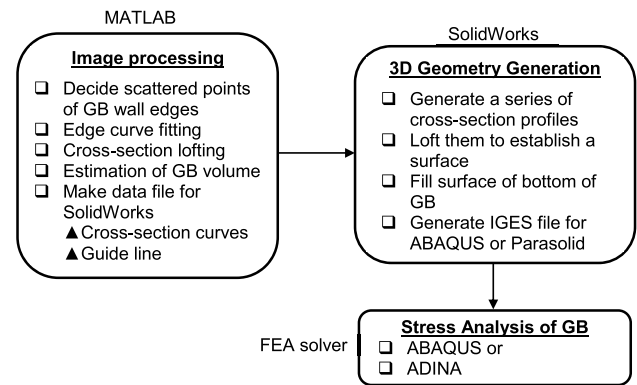 MATLAB
Image processing
❑ Decide scattered points
of GB wall edges
❑ Edge curve fitting
❑ Cross-section lofting
❑ Estimation of GB volume
❑ Make data file for
SolidWorks
▲Cross-section curves
▲Guide line
SolidWorks
3D Geometry Generation
❑ Generate a series of
cross-section profiles
❑ Loft them to establish a
surface
❑ Fill surface of bottom of
GB
❑ Generate IGES file for
ABAQUS or Parasolid
FEA solver
Stress Analysis of GB
❑ ABAQUS or
❑ ADINA